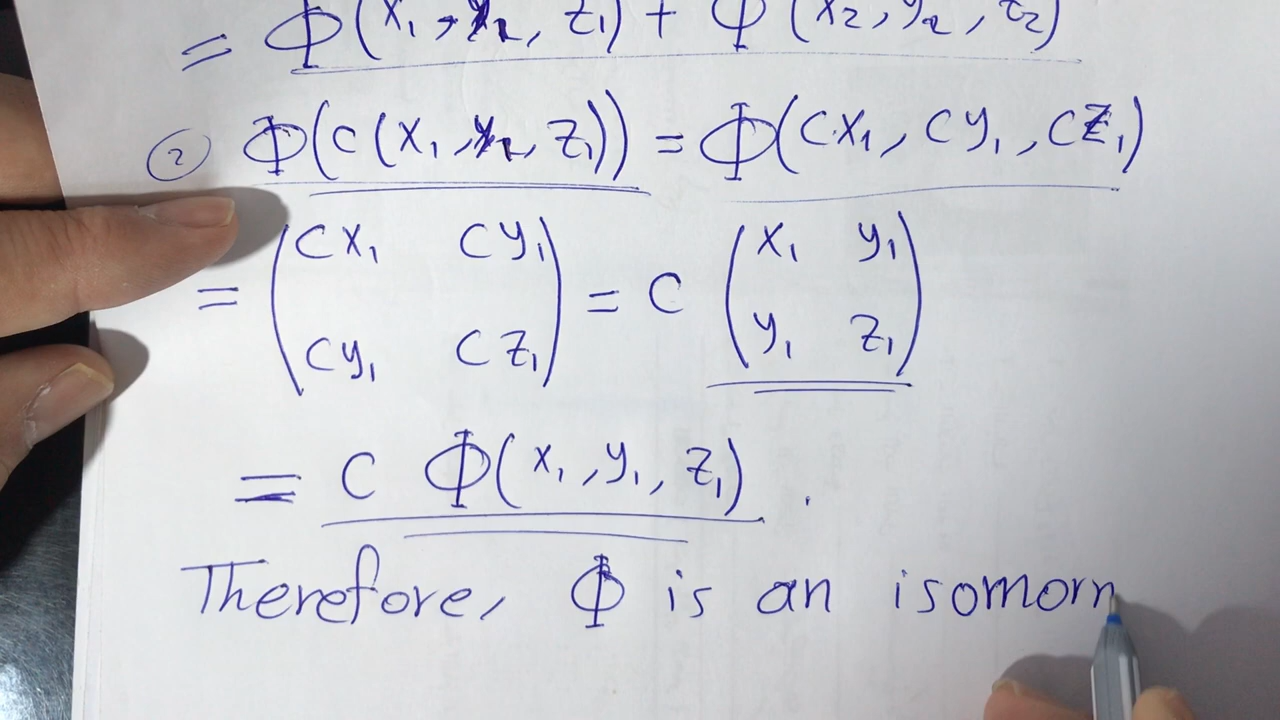 = Φ(x₁, y₁, z₁) + Φ(x₂, y₂, z₂)
② Φ(c(x₁, y₁, z₁)) = Φ(cx₁, cy₁, cz₁)
= (cx₁ cy₁ = c (x₁ y₁
cy₁ cz₁) y₁ z₁)
= c Φ(x₁, y₁, z₁) .
Therefore, Φ is an isomor